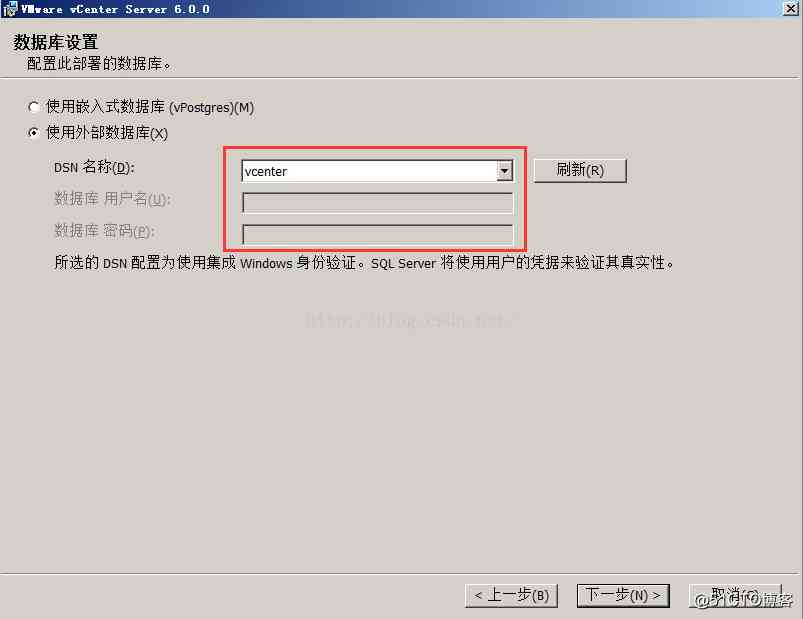 VMware vCenter Server 6.0.0
数据库设置
配置此部署的数据库。
使用嵌入式数据库 (vPostgres)(M)
使用外部数据库(X)
DSN 名称(D):
vcenter
刷新(R)
数据库 用户名(U):
数据库 密码(P):
所选的 DSN 配置为使用集成 Windows 身份验证。SQL Server 将使用用户的凭据来验证其真实性。
http://blog.csdn.net/
< 上一步(B)
下一步(N) >
取消(C)
@51CTO博客